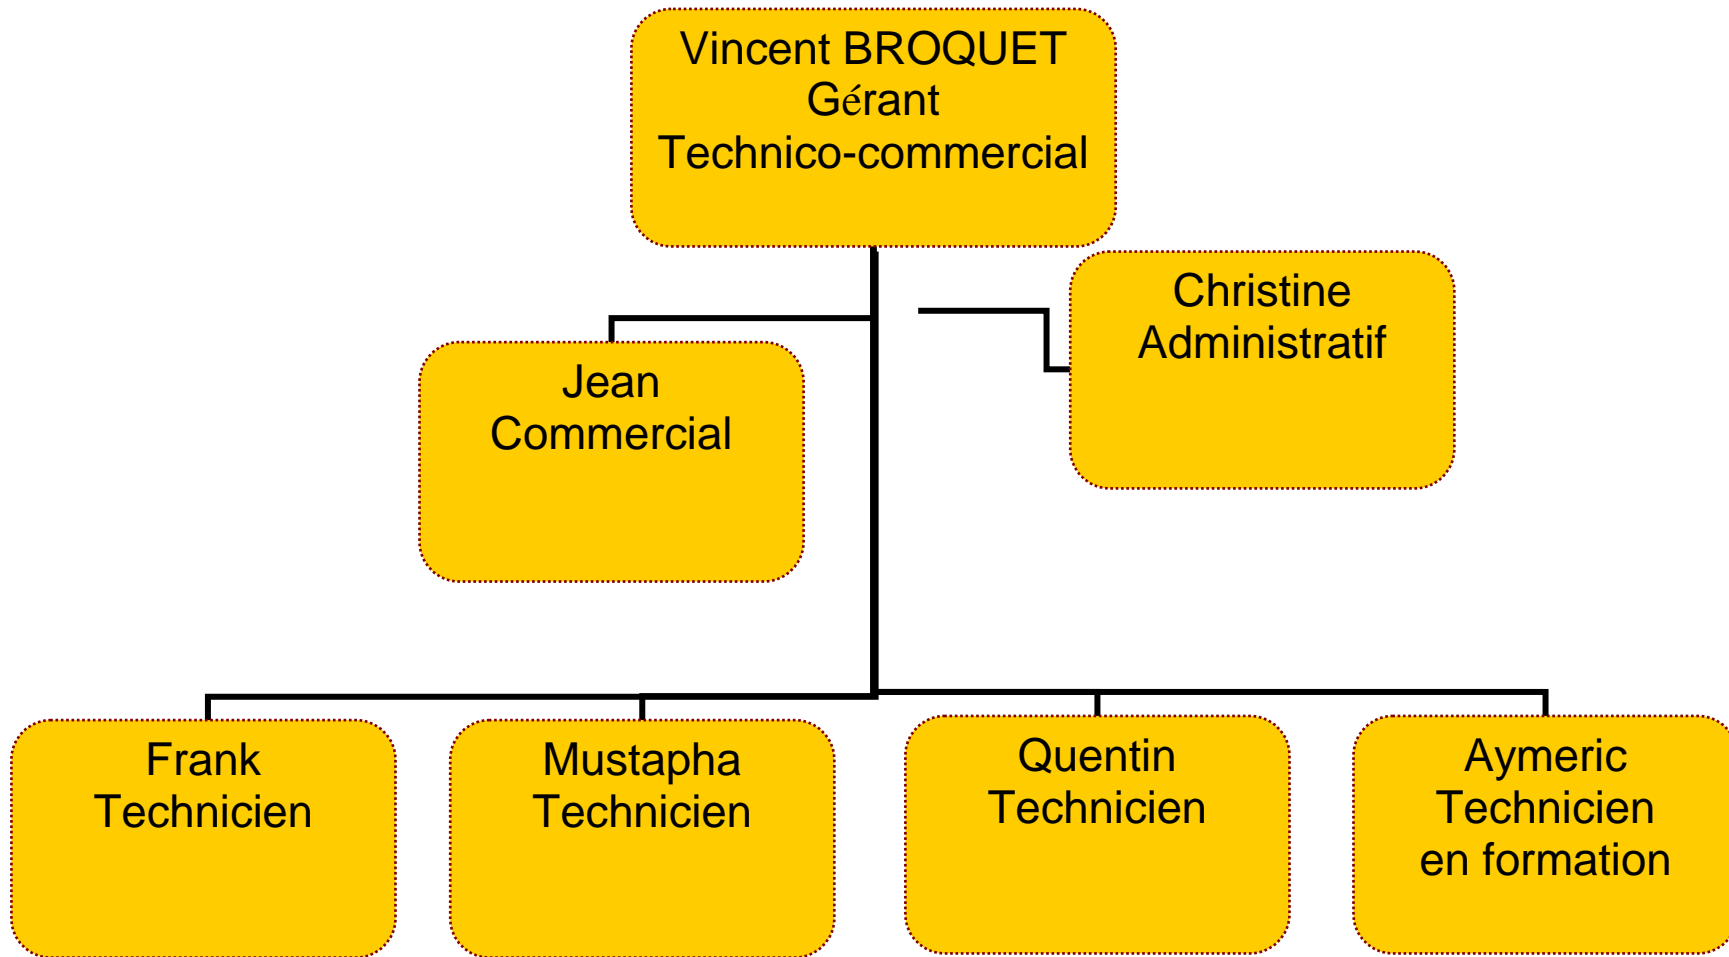 Vincent BROQUET
Gérant
Technico-commercial
Christine
Administratif
Jean
Commercial
Frank
Technicien
Mustapha
Technicien
Quentin
Technicien
Aymeric
Technicien
en formation